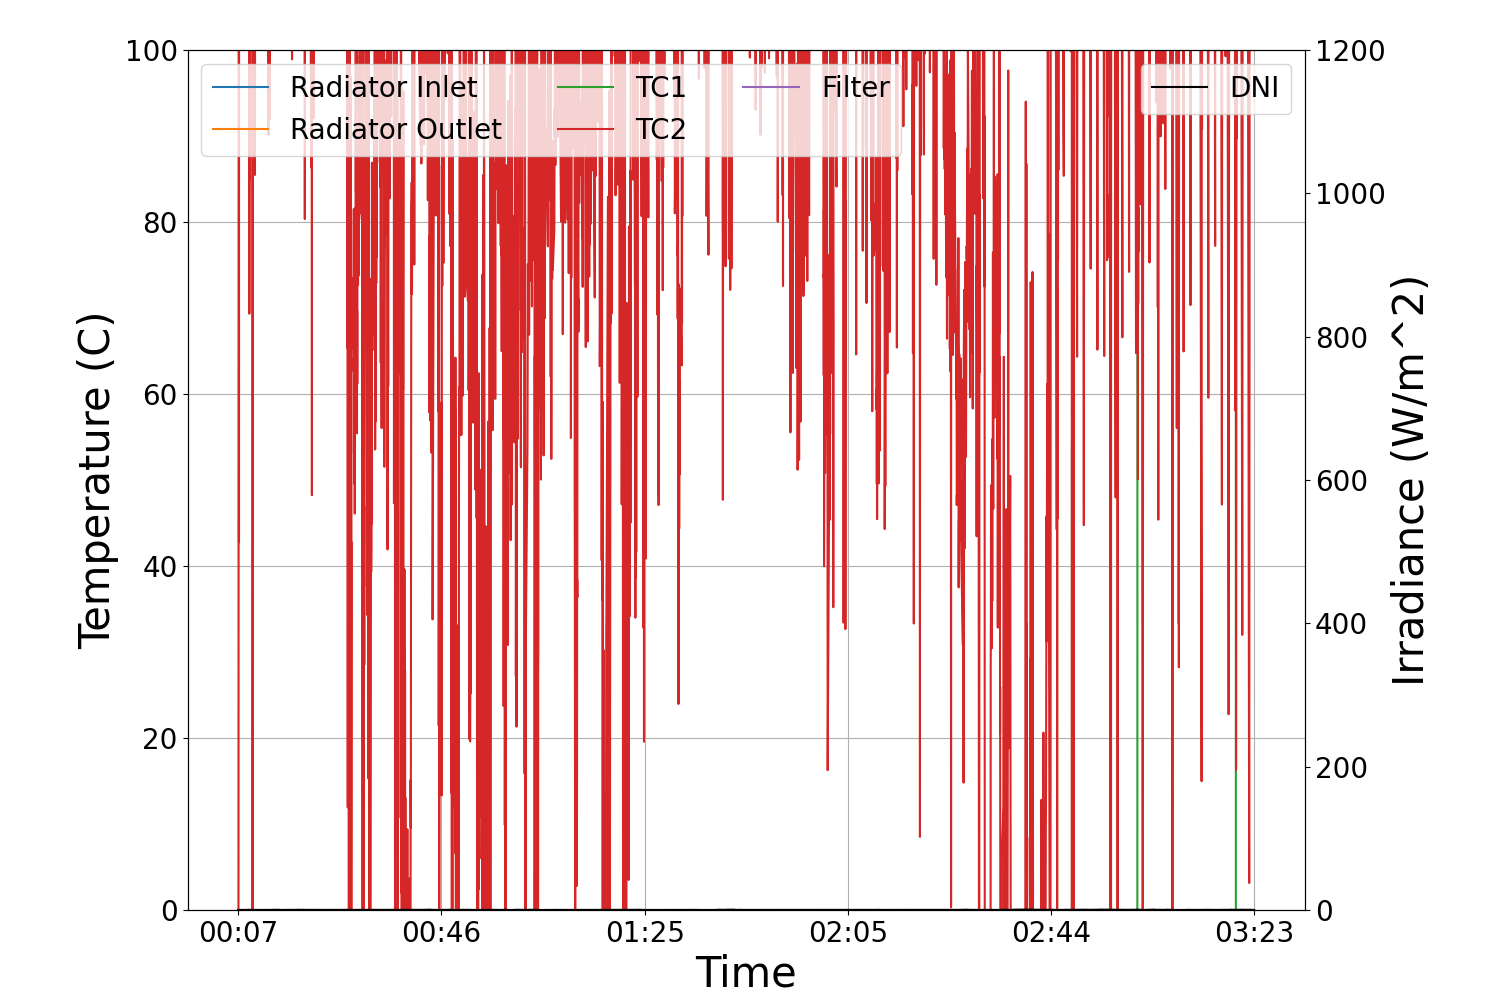 100
80
60
40
20
0
Temperature (C)
Radiator Inlet
Radiator Outlet
TC1
TC2
Filter
DNI
1200
1000
800
600
400
200
0
Irradiance (W/m^2)
00:07
00:46
01:25
02:05
02:44
03:23
Time